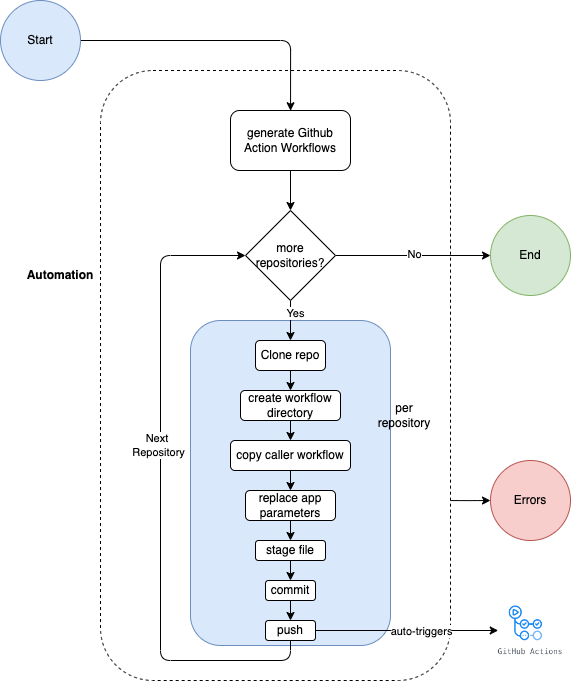 Start
generate Github
Action Workflows
more
repositories?
No
End
Automation
Yes
Clone repo
create workflow
directory
per
repository
copy caller workflow
Next
Repository
replace app
parameters
Errors
stage file
commit
push
auto-triggers
GitHub Actions